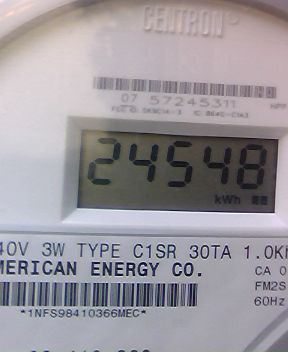 CENTRON
07 57245311
24548
kWh
40V 3W TYPE C1SR 30TA 1.0K
MERICAN ENERGY CO.
CA 0
FM2S
60Hz
*1NFS98410366MEC*